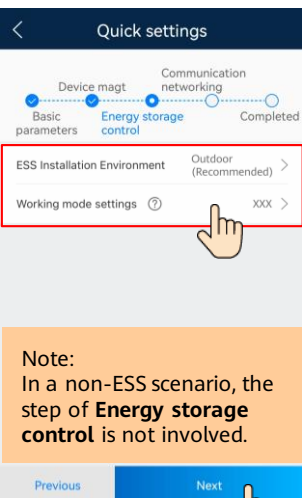 Quick settings
Communication
Device magt networking
Basic Energy storage Completed
parameters control
ESS Installation Environment Outdoor
(Recommended)
Working mode settings ? XXX
Note:
In a non-ESS scenario, the
step of Energy storage
control is not involved.
Previous Next